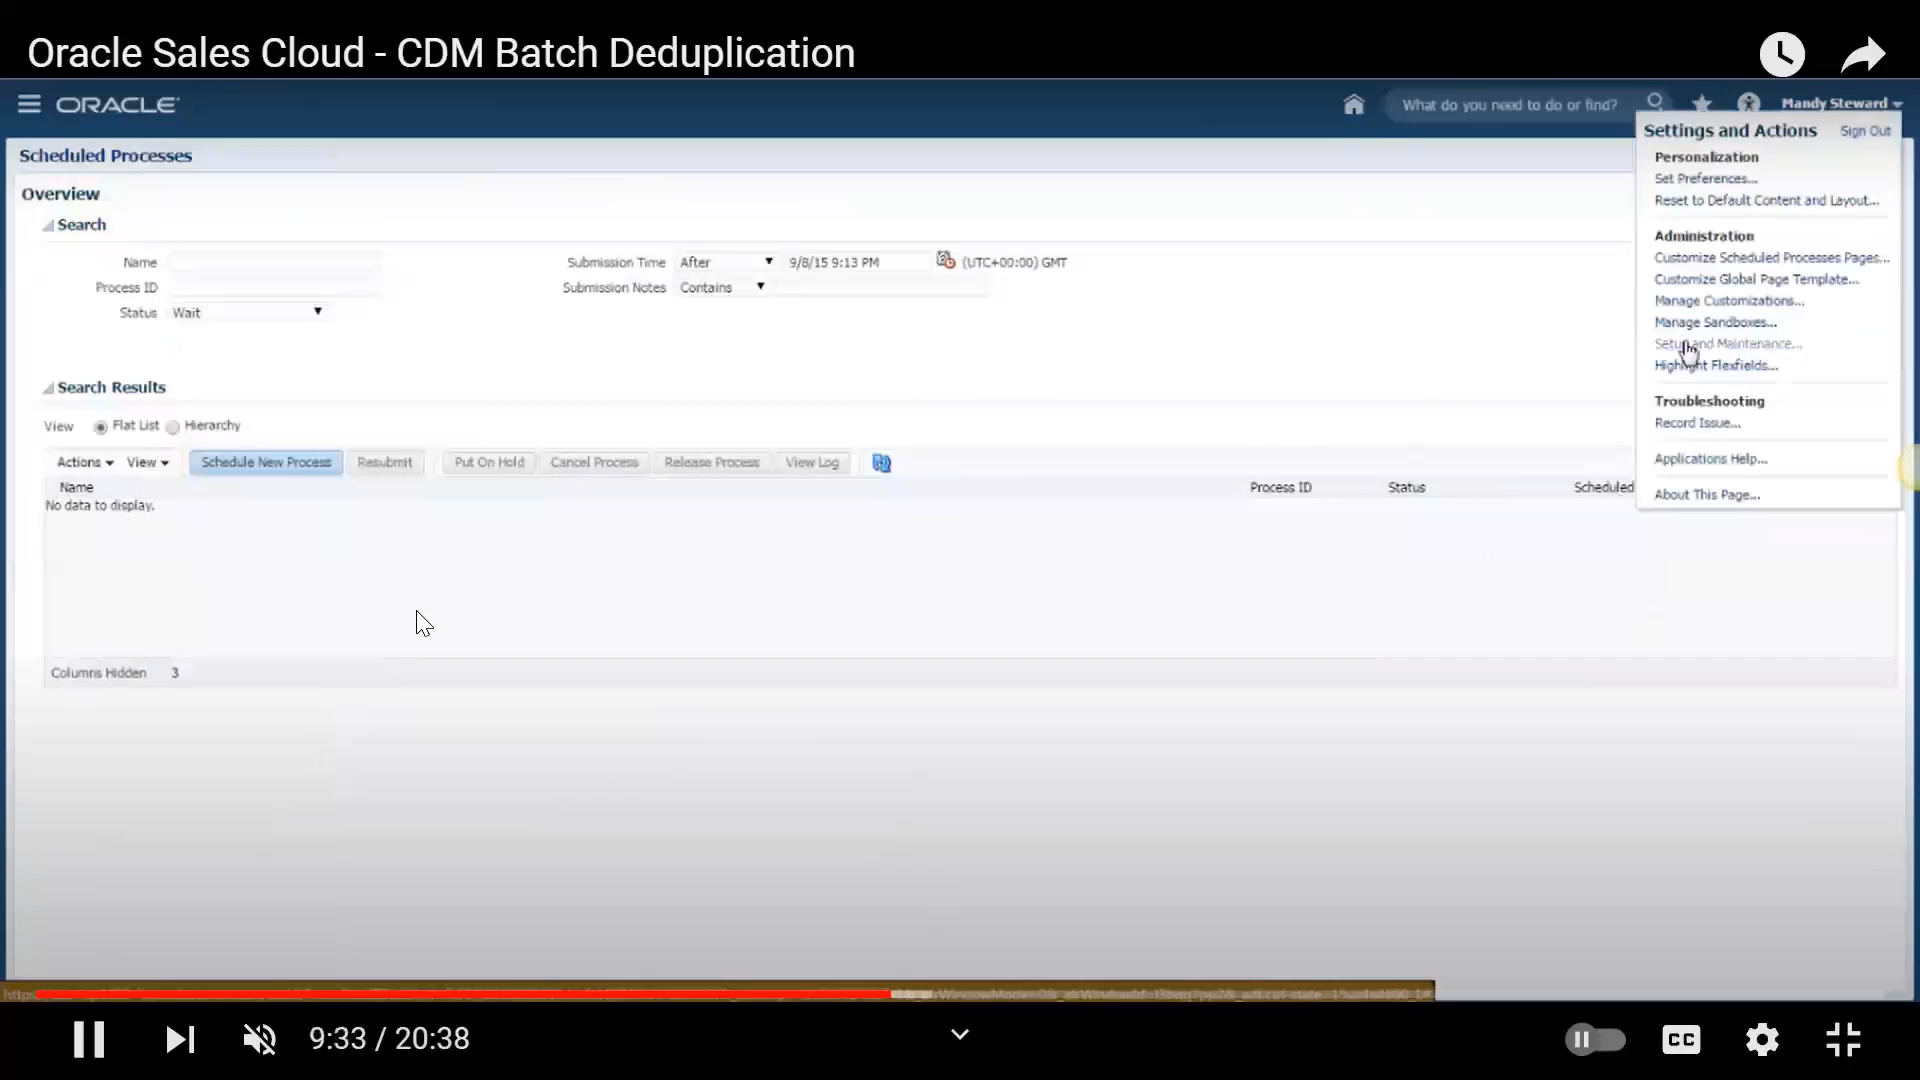 Oracle Sales Cloud - CDM Batch Deduplication
ORACLE
What do you need to do or find?
Mandy Steward
Settings and Actions Sign Out
Personalization
Set Preferences...
Reset to Default Content and Layout...
Administration
Customize Scheduled Processes Pages...
Customize Global Page Template...
Manage Customizations...
Manage Sandboxes...
Setup and Maintenance...
Highlight Flexfields...
Troubleshooting
Record Issue...
Applications Help...
About This Page...
Scheduled Processes
Overview
Search
Name
Process ID
Status Wait
Submission Time After 9/8/15 9:13 PM (UTC+00:00) GMT
Submission Notes Contains
Search Results
View Flat List Hierarchy
Actions View Schedule New Process Resubmit Put On Hold Cancel Process Release Process View Log
Name Process ID Status Scheduled
No data to display.
Columns Hidden 3
9:33 / 20:38
CC